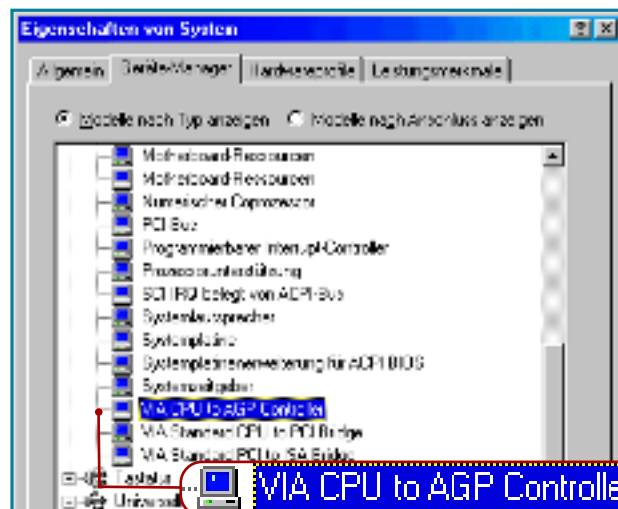 Eigenschaften von System
Allgemein Geräte-Manager Hardwareprofile Leistungsmerkmale
Modelle nach Typ anzeigen Modelle nach Anschluss anzeigen
Motherboard-Ressourcen
Motherboard-Ressourcen
Numerischer Coprozessor
PCI-Bus
Programmierbarer Interrupt-Controller
Prozessorunterstützung
SCI IRQ belegt von ACPI-Bus
Systemlautsprecher
Systemplatine
Systemplatinenerweiterung für ACPI BIOS
Systemzeitgeber
VIA CPU to AGP Controller
VIA Standard CPU to PCI Bridge
VIA Standard PCI to ISA Bridge
Tastatur
Universell
VIA CPU to AGP Controlle